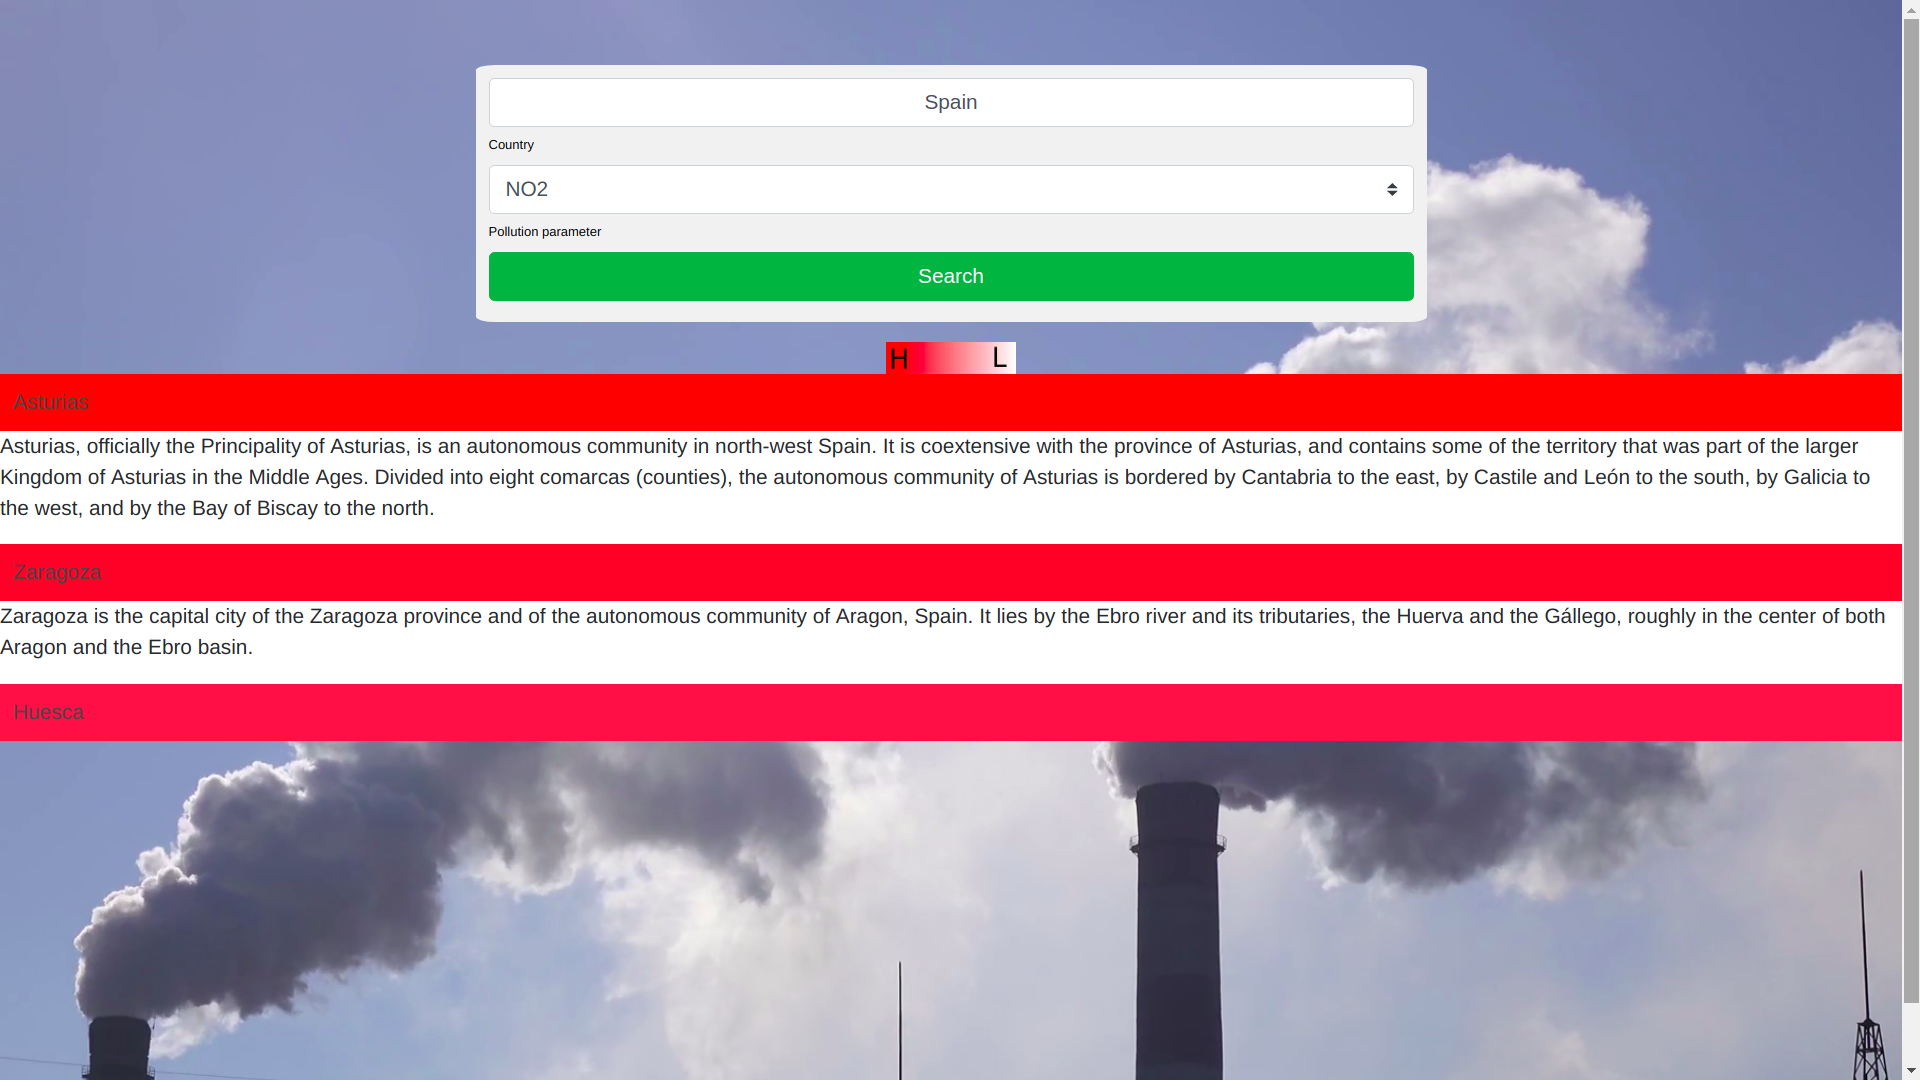 Spain
Country
NO2
Pollution parameter
Search
H L
Asturias
Asturias, officially the Principality of Asturias, is an autonomous community in north-west Spain. It is coextensive with the province of Asturias, and contains some of the territory that was part of the larger
Kingdom of Asturias in the Middle Ages. Divided into eight comarcas (counties), the autonomous community of Asturias is bordered by Cantabria to the east, by Castile and León to the south, by Galicia to
the west, and by the Bay of Biscay to the north.
Zaragoza
Zaragoza is the capital city of the Zaragoza province and of the autonomous community of Aragon, Spain. It lies by the Ebro river and its tributaries, the Huerva and the Gállego, roughly in the center of both
Aragon and the Ebro basin.
Huesca